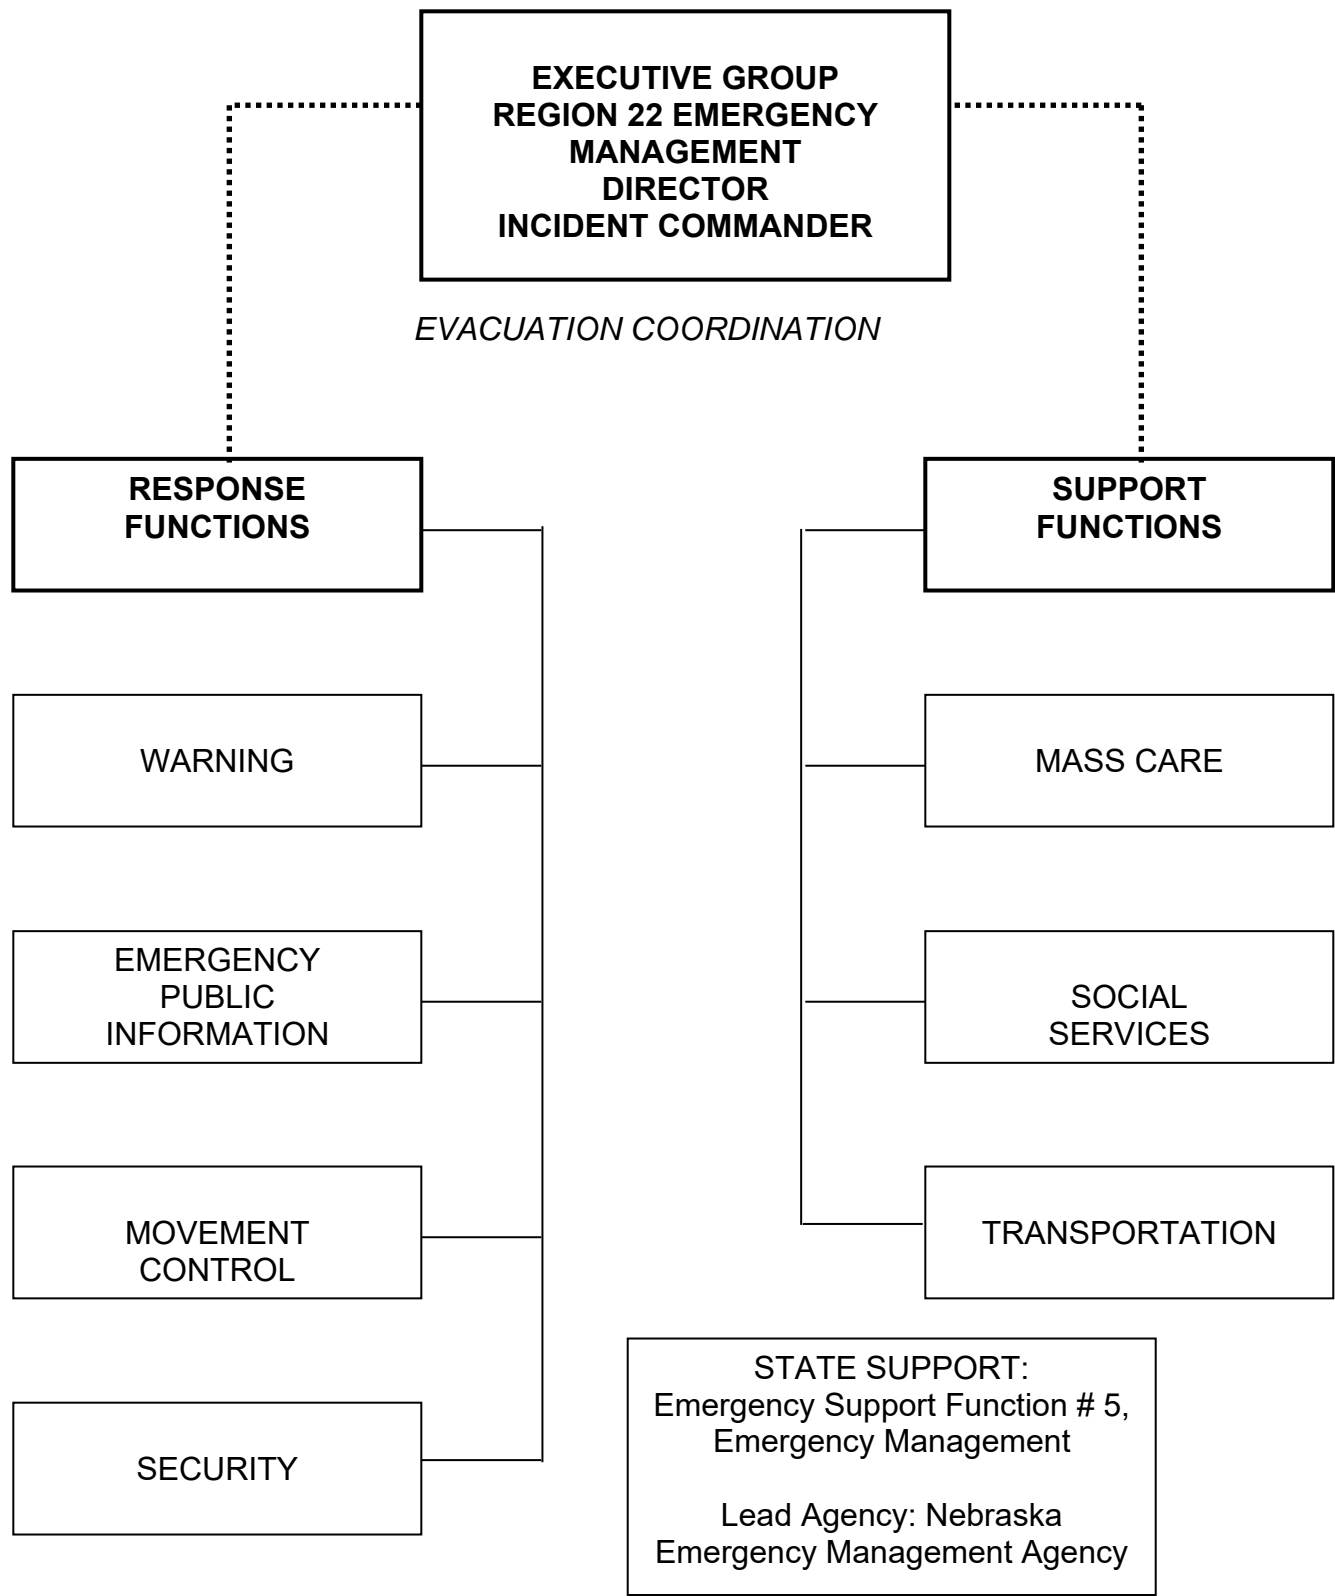 EXECUTIVE GROUP
REGION 22 EMERGENCY
MANAGEMENT
DIRECTOR
INCIDENT COMMANDER
EVACUATION COORDINATION
RESPONSE
FUNCTIONS
WARNING
EMERGENCY
PUBLIC
INFORMATION
MOVEMENT
CONTROL
SECURITY
SUPPORT
FUNCTIONS
MASS CARE
SOCIAL
SERVICES
TRANSPORTATION
STATE SUPPORT:
Emergency Support Function # 5,
Emergency Management
Lead Agency: Nebraska
Emergency Management Agency